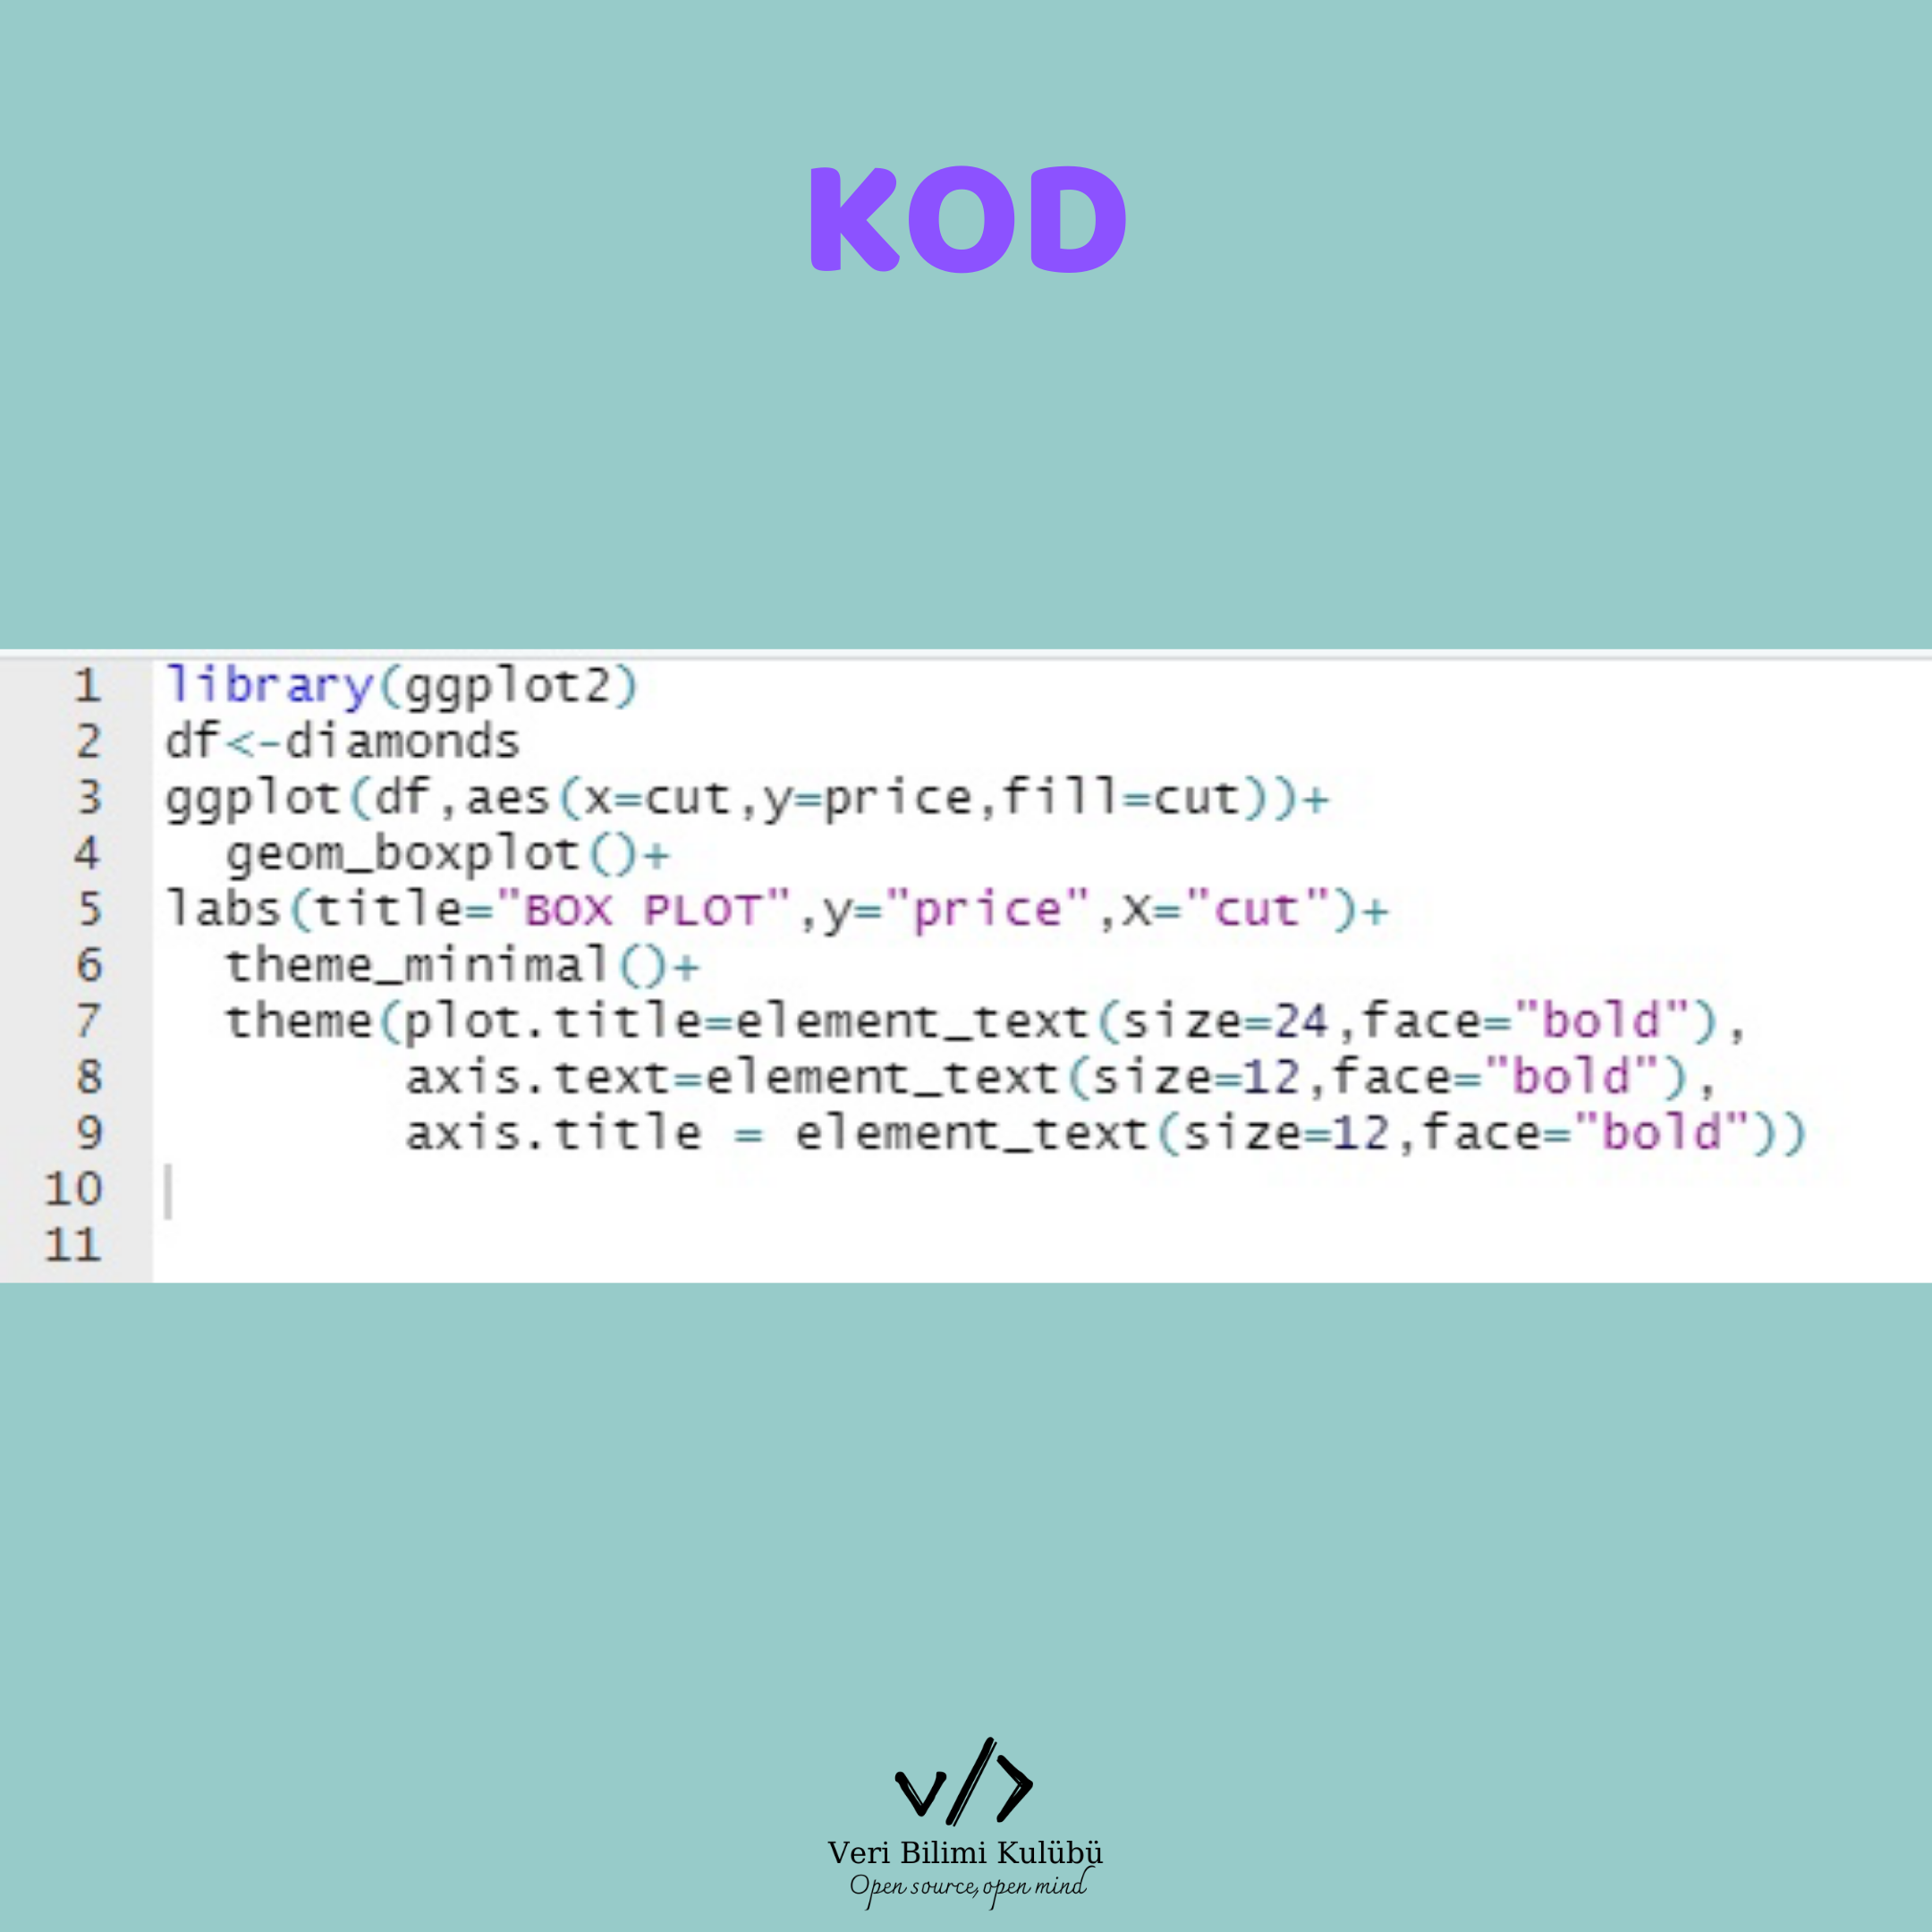 KOD
1 library(ggplot2)
2 df<-diamonds
3 ggplot(df,aes(x=cut,y=price,fill=cut))+
4   geom_boxplot()+
5 labs(title="BOX PLOT",y="price",X="cut")+
6   theme_minimal()+
7   theme(plot.title=element_text(size=24,face="bold"),
8         axis.text=element_text(size=12,face="bold"),
9         axis.title = element_text(size=12,face="bold"))
10
11
v/>
Veri Bilimi Kulübü
Open source, open mind